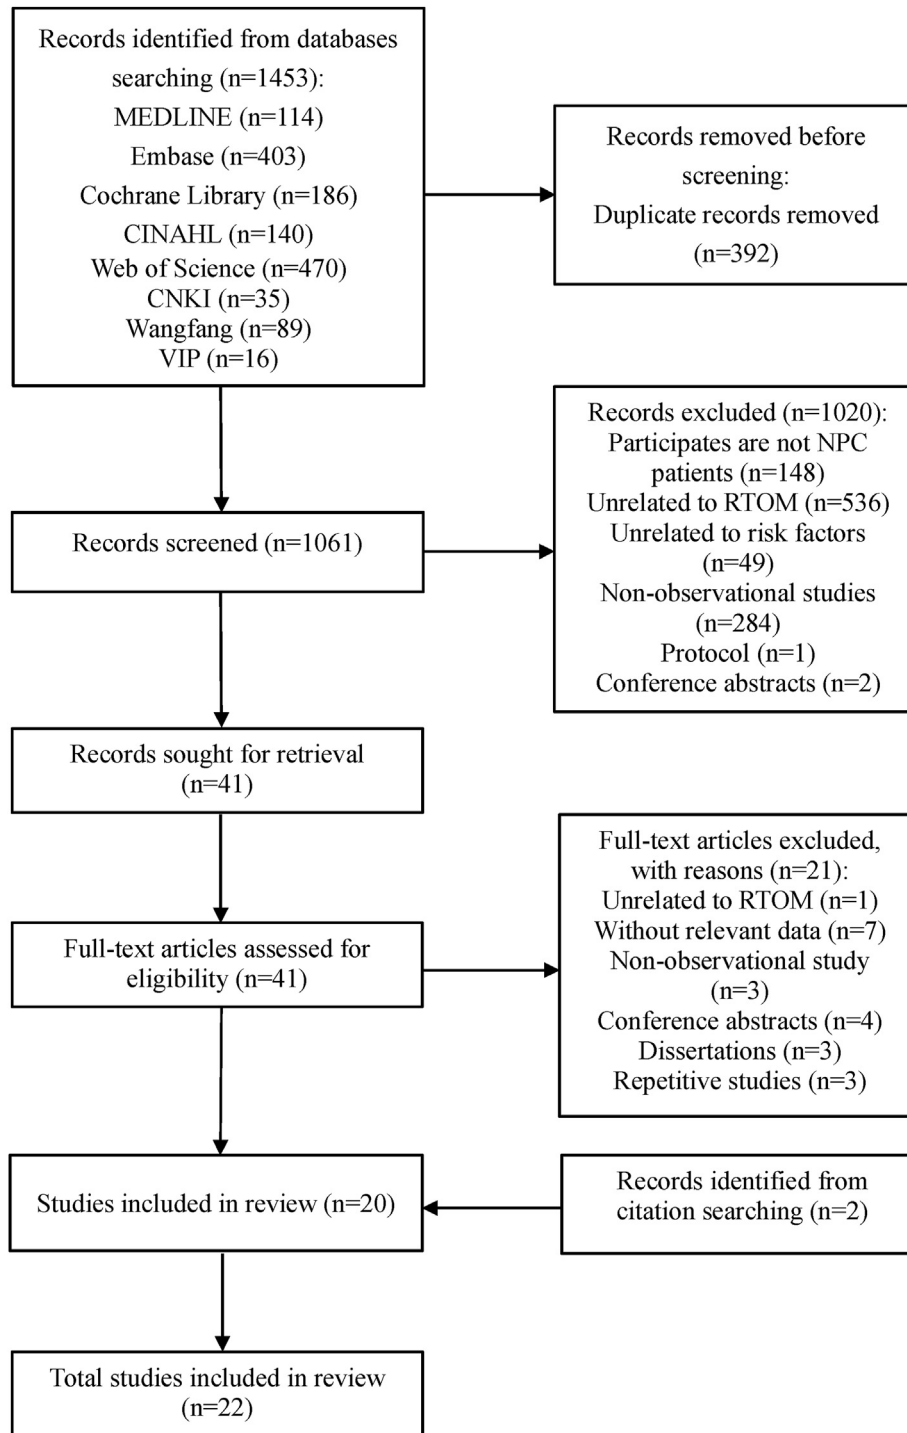 Records identified from databases
searching (n=1453):
MEDLINE (n=114)
Embase (n=403)
Cochrane Library (n=186)
CINAHL (n=140)
Web of Science (n=470)
CNKI (n=35)
Wangfang (n=89)
VIP (n=16)
Records removed before
screening:
Duplicate records removed
(n=392)
Records screened (n=1061)
Records excluded (n=1020):
Participates are not NPC
patients (n=148)
Unrelated to RTOM (n=536)
Unrelated to risk factors
(n=49)
Non-observational studies
(n=284)
Protocol (n=1)
Conference abstracts (n=2)
Records sought for retrieval
(n=41)
Full-text articles assessed for
eligibility (n=41)
Full-text articles excluded,
with reasons (n=21):
Unrelated to RTOM (n=1)
Without relevant data (n=7)
Non-observational study
(n=3)
Conference abstracts (n=4)
Dissertations (n=3)
Repetitive studies (n=3)
Studies included in review (n=20)
Records identified from
citation searching (n=2)
Total studies included in review
(n=22)